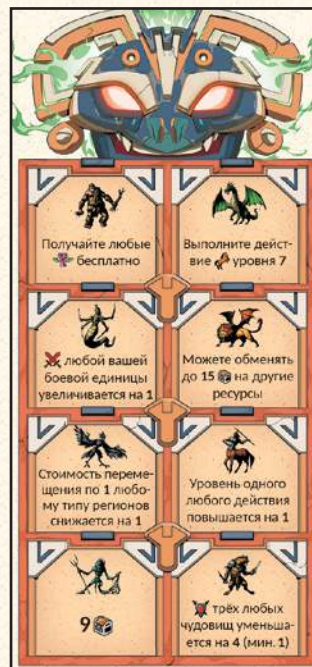 Получайте любые
бесплатно
Выполните дейст-
вие уровня 7
любой вашей
боевой единицы
увеличивается на 1
Можете обменять
до 15 на другие
ресурсы
Стоимость переме-
щения по 1 любо-
му типу регионов
снижается на 1
Уровень одного
любого действия
повышается на 1
9
трёх любых
чудовищ уменьша-
ется на 4 (мин. 1)